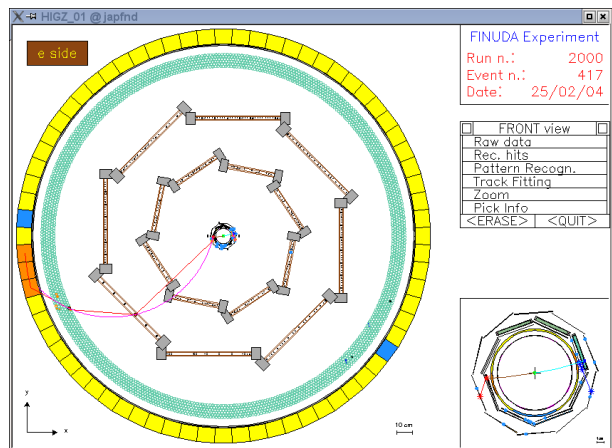 HIGZ_01 @ japfnd
e side
FINUDA Experiment
Run n.: 2000
Event n.: 417
Date: 25/02/04
FRONT view
Raw data
Rec. hits
Pattern Recogn.
Track Fitting
Zoom
Pick Info
<ERASE> <QUIT>
y
x
10 cm